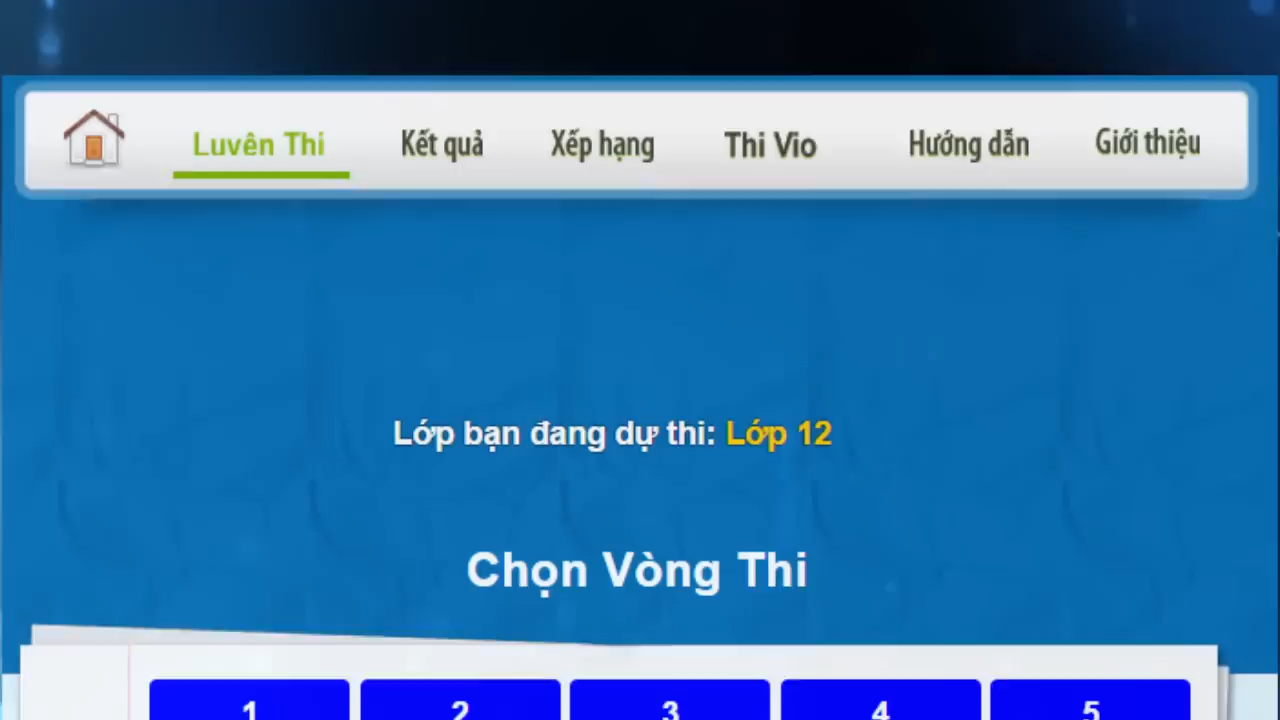 Luyện Thi Kết quả Xếp hạng Thi Vio Hướng dẫn Giới thiệu
Lớp bạn đang dự thi: Lớp 12
Chọn Vòng Thi
1 2 3 4 5